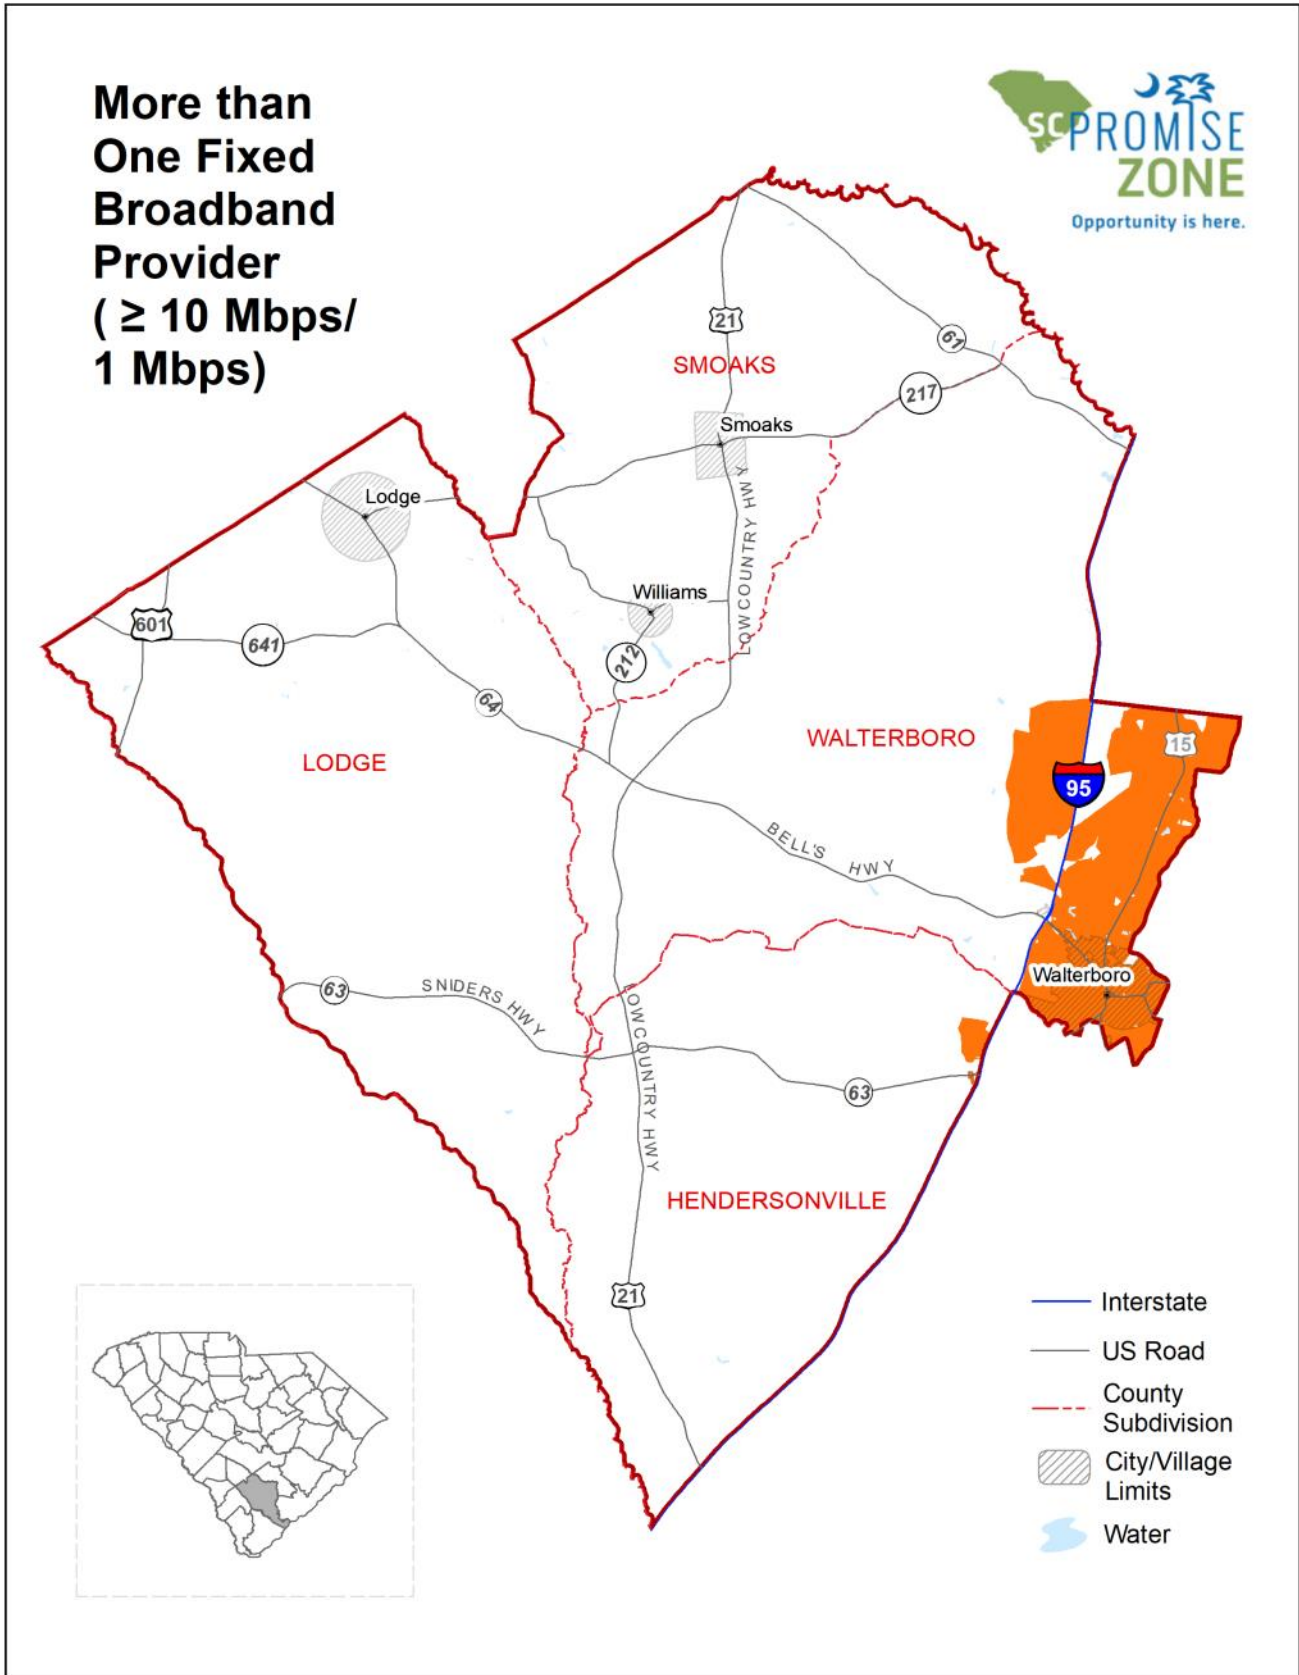 More than
One Fixed
Broadband
Provider
( ≥ 10 Mbps/
1 Mbps)
SC PROMISE
ZONE
Opportunity is here.
21
61
SMOAKS
217
Smoaks
Lodge
LOWCOUNTRY HWY
Williams
601
641
212
64
WALTERBORO
15
LODGE
95
BELL'S HWY
Walterboro
63
SNIDERS HWY
LOWCOUNTRY HWY
63
HENDERSONVILLE
21
Interstate
US Road
County
Subdivision
City/Village
Limits
Water